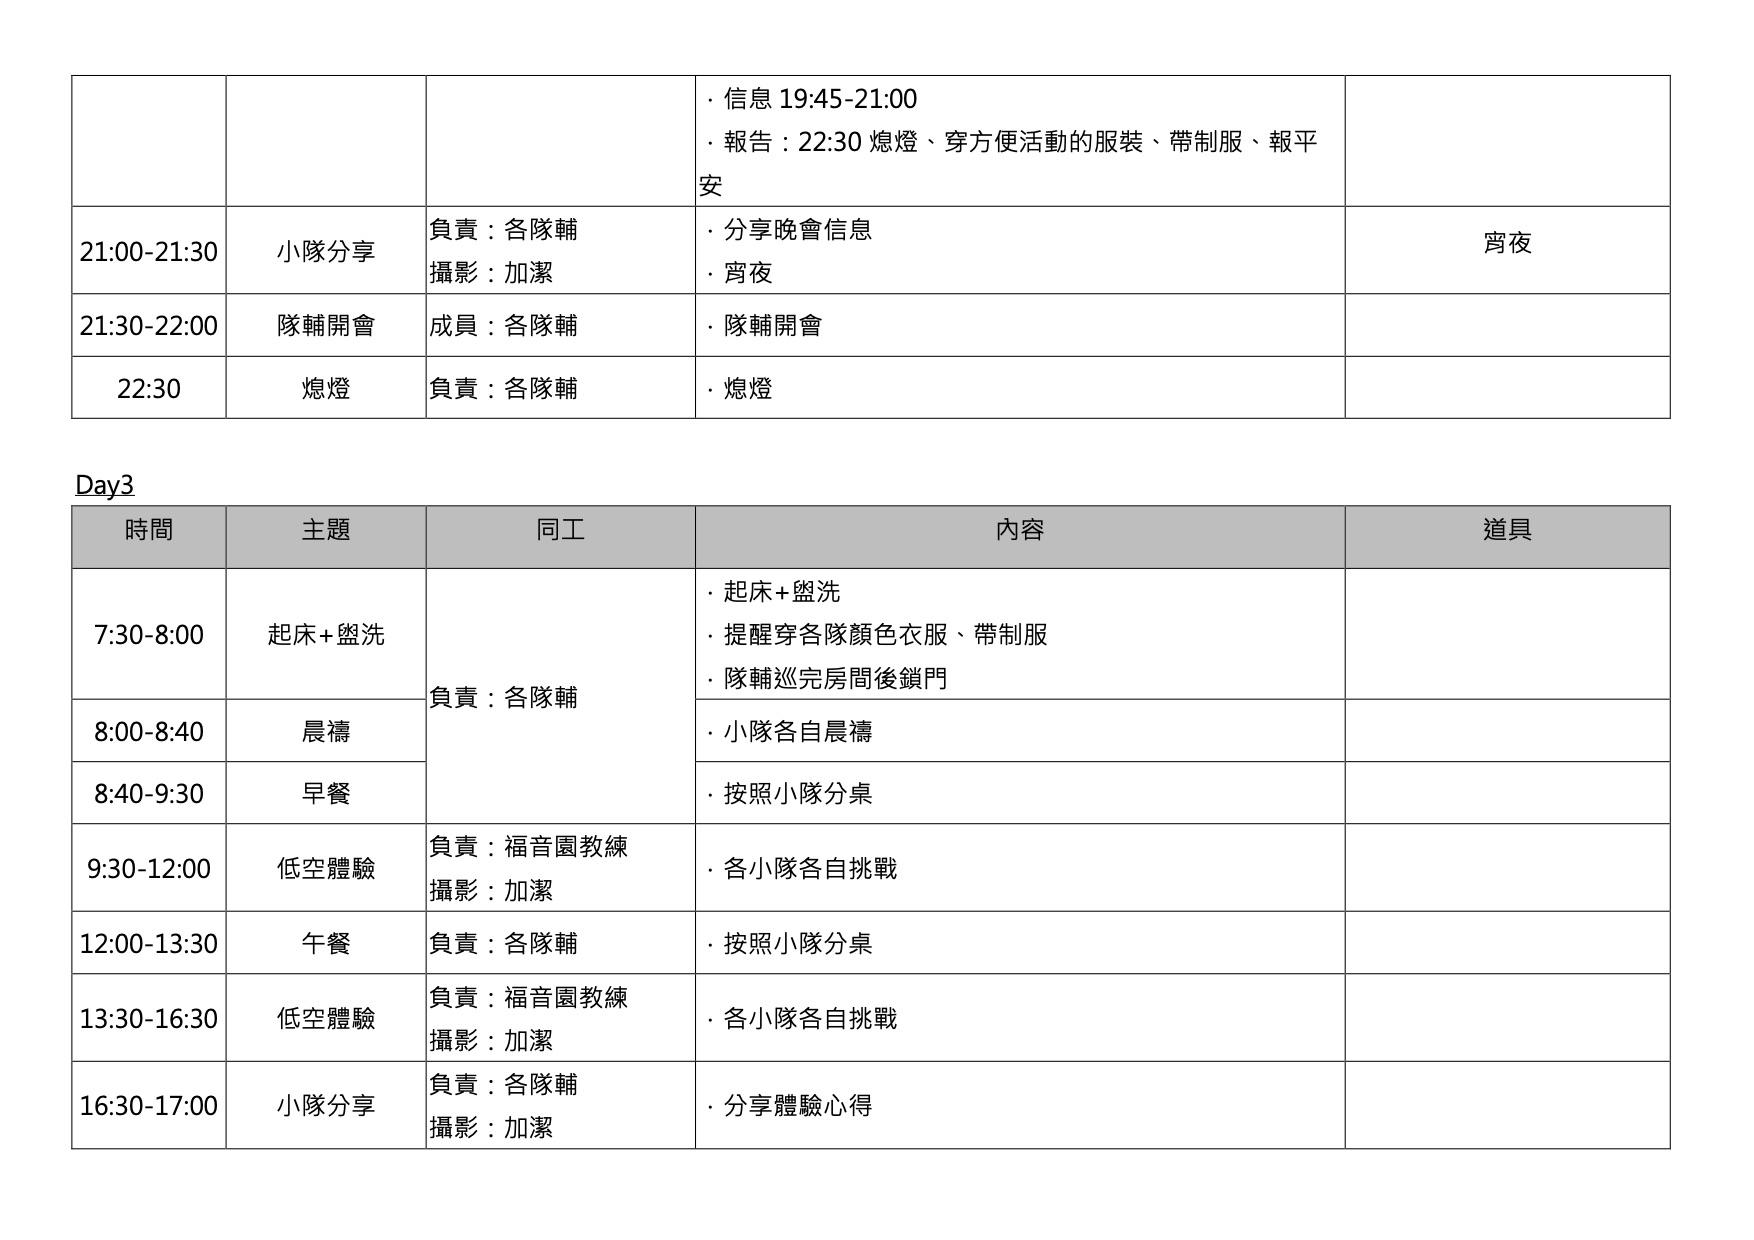 · 信息 19:45-21:00
· 報告：22:30 熄燈、穿方便活動的服裝、帶制服、報平
安
21:00-21:30 小隊分享 負責：各隊輔 · 分享晚會信息 宵夜
攝影：加潔 · 宵夜
21:30-22:00 隊輔開會 成員：各隊輔 · 隊輔開會
22:30 熄燈 負責：各隊輔 · 熄燈
Day3
時間 主題 同工 內容 道具
7:30-8:00 起床+盥洗 負責：各隊輔 · 起床+盥洗
· 提醒穿各隊顏色衣服、帶制服
· 隊輔巡完房間後鎖門
8:00-8:40 晨禱 · 小隊各自晨禱
8:40-9:30 早餐 · 按照小隊分桌
9:30-12:00 低空體驗 負責：福音園教練 · 各小隊各自挑戰
攝影：加潔
12:00-13:30 午餐 負責：各隊輔 · 按照小隊分桌
13:30-16:30 低空體驗 負責：福音園教練 · 各小隊各自挑戰
攝影：加潔
16:30-17:00 小隊分享 負責：各隊輔 · 分享體驗心得
攝影：加潔